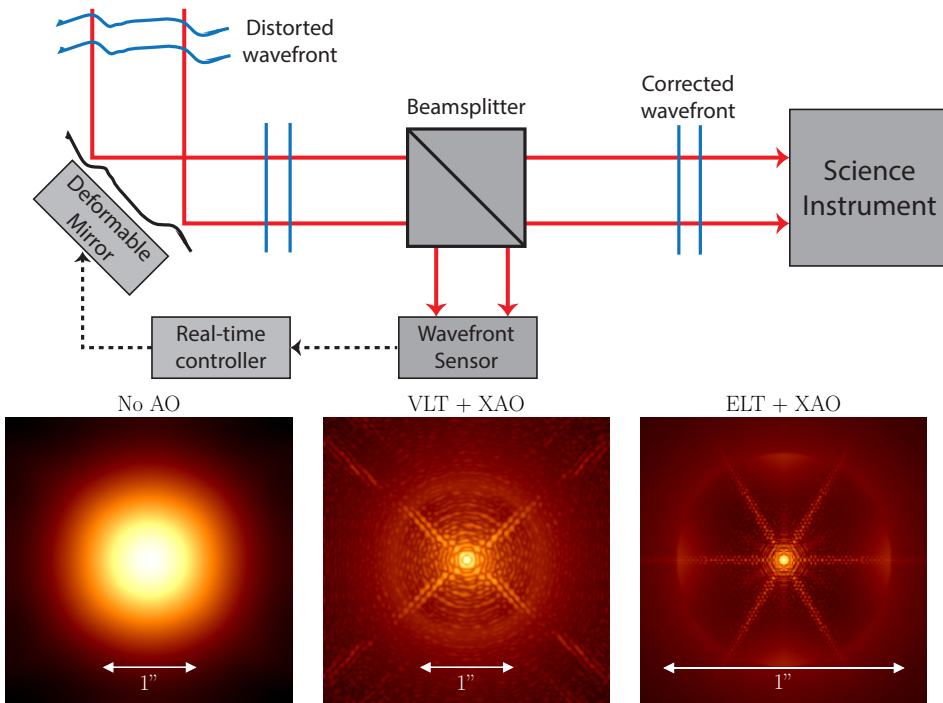 Distorted
wavefront
Beamsplitter
Corrected
wavefront
Science
Instrument
Deformable
Mirror
Real-time
controller
Wavefront
Sensor
No AO
VLT + XAO
ELT + XAO
1”
1”
1”